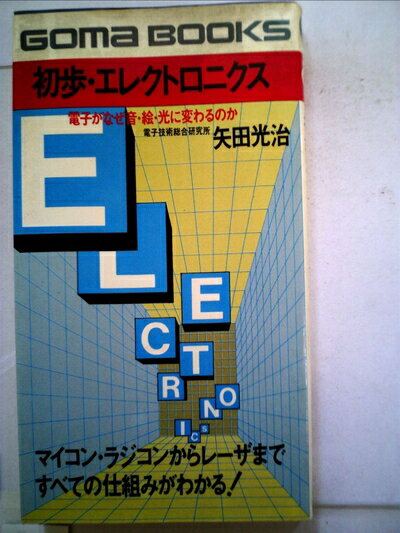 GOMA BOOKS
初歩・エレクトロニクス
電子がなぜ音・絵・光に変わるのか
電子技術総合研究所 矢田光治
ELECTRONICS
マイコン・ラジコンからレーザまで
すべての仕組みがわかる!